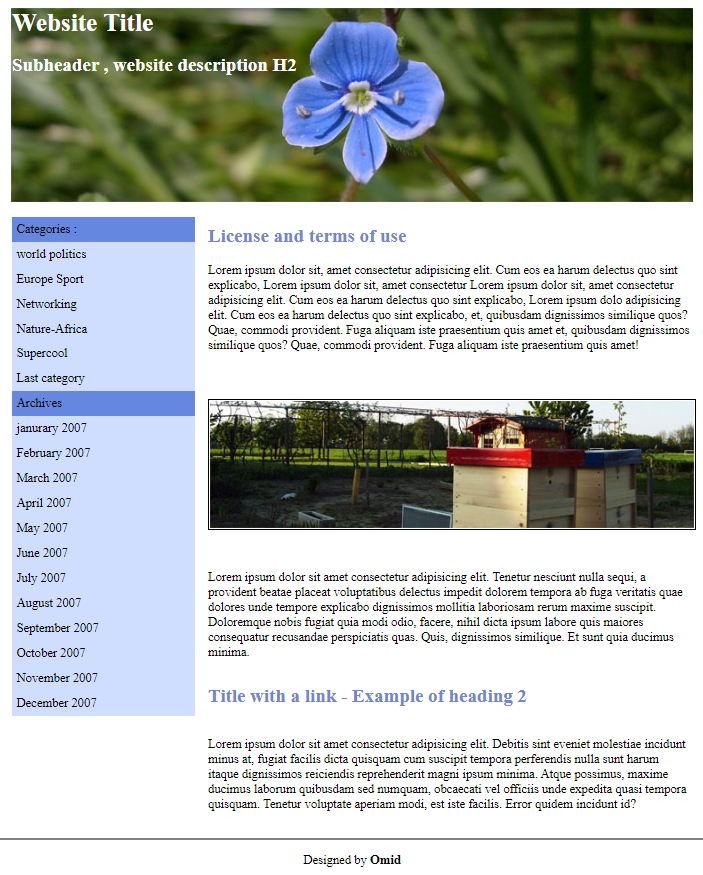 Website Title
Subheader , website description H2
Categories :
world politics
Europe Sport
Networking
Nature-Africa
Supercool
Last category
Archives
janurary 2007
February 2007
March 2007
April 2007
May 2007
June 2007
July 2007
August 2007
September 2007
October 2007
November 2007
December 2007
License and terms of use
Lorem ipsum dolor sit, amet consectetur adipisicing elit. Cum eos ea harum delectus quo sint
explicabo, Lorem ipsum dolor sit, amet consectetur Lorem ipsum dolor sit, amet consectetur
adipisicing elit. Cum eos ea harum delectus quo sint explicabo, Lorem ipsum dolo adipisicing
elit. Cum eos ea harum delectus quo sint explicabo, et, quibusdam dignissimos similique quos?
Quae, commodi provident. Fuga aliquam iste praesentium quis amet et, quibusdam dignissimos
similique quos? Quae, commodi provident. Fuga aliquam iste praesentium quis amet!
Lorem ipsum dolor sit amet consectetur adipisicing elit. Tenetur nesciunt nulla sequi, a
provident beatae placeat voluptatibus delectus impedit dolorem tempora ab fuga veritatis quae
dolores unde tempore explicabo dignissimos mollitia laboriosam rerum maxime suscipit.
Doloremque nobis fugiat quia modi odio, facere, nihil dicta ipsum labore quis maiores
consequatur recusandae perspiciatis quas. Quis, dignissimos similique. Et sunt quia ducimus
minima.
Title with a link - Example of heading 2
Lorem ipsum dolor sit amet consectetur adipisicing elit. Debitis sint eveniet molestiae incidunt
minus at, fugiat facilis dicta quisquam cum suscipit tempora perferendis nulla sunt harum
itaque dignissimos reiciendis reprehenderit magni ipsum minima. Atque possimus, maxime
ducimus laborum quibusdam sed numquam, obcaecati vel officiis unde expedita quasi tempora
quisquam. Tenetur voluptate aperiam modi, est iste facilis. Error quidem incidunt id?
Designed by Omid